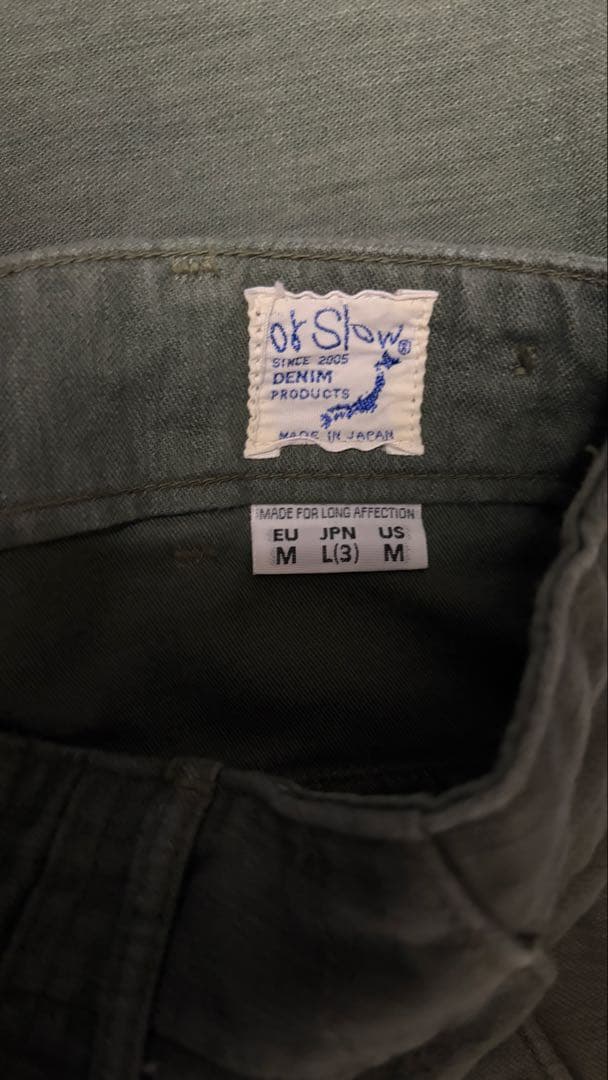 or Slow ®
SINCE 2005
DENIM
PRODUCTS
MADE IN JAPAN
MADE FOR LONG AFFECTION
EU JPN US
M L(3) M